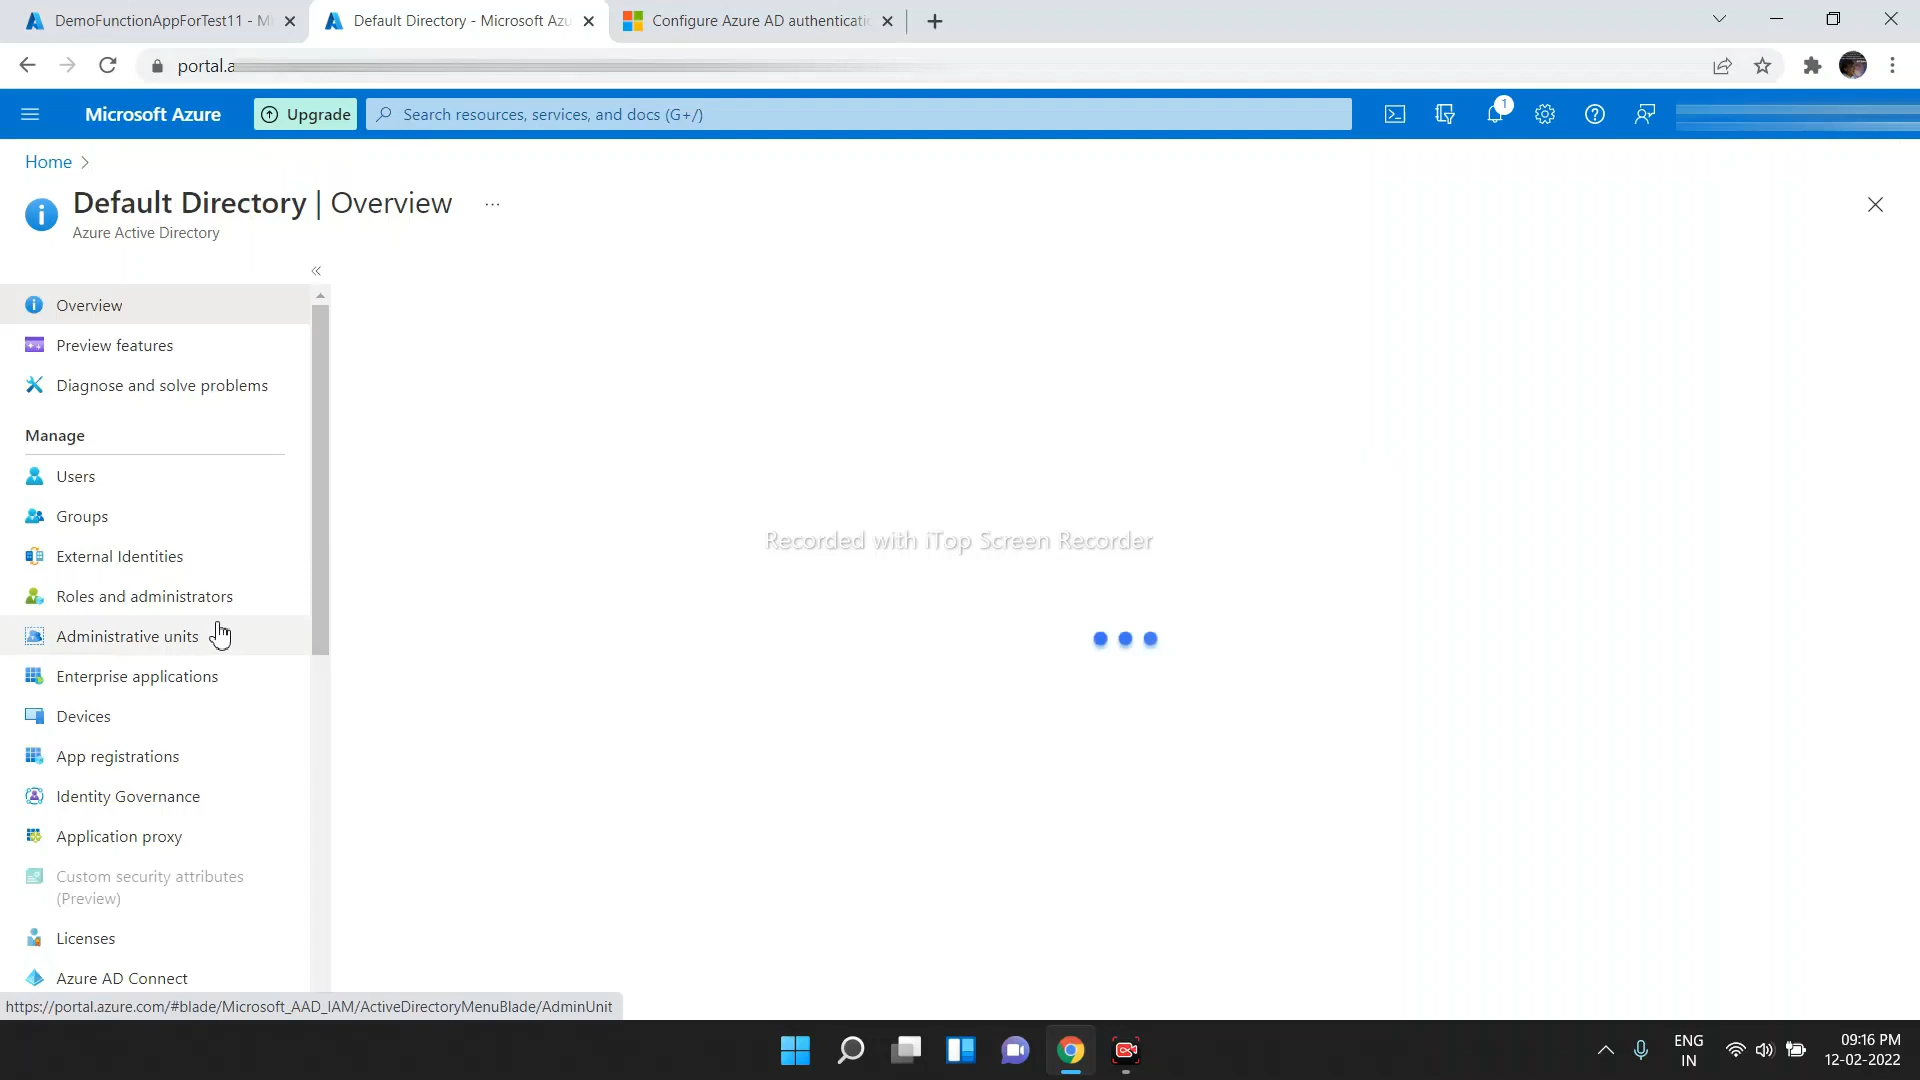 DemoFunctionAppForTest11 - Mi
Default Directory - Microsoft Azu
Configure Azure AD authenticatio
portal.a
Microsoft Azure
Upgrade
Search resources, services, and docs (G+/)
1
Home
Default Directory | Overview
...
Azure Active Directory
Overview
Preview features
Diagnose and solve problems
Manage
Users
Groups
External Identities
Roles and administrators
Administrative units
Enterprise applications
Devices
App registrations
Identity Governance
Application proxy
Custom security attributes
(Preview)
Licenses
Azure AD Connect
Recorded with iTop Screen Recorder
https://portal.azure.com/#blade/Microsoft_AAD_IAM/ActiveDirectoryMenuBlade/AdminUnit
ENG
IN
09:16 PM
12-02-2022